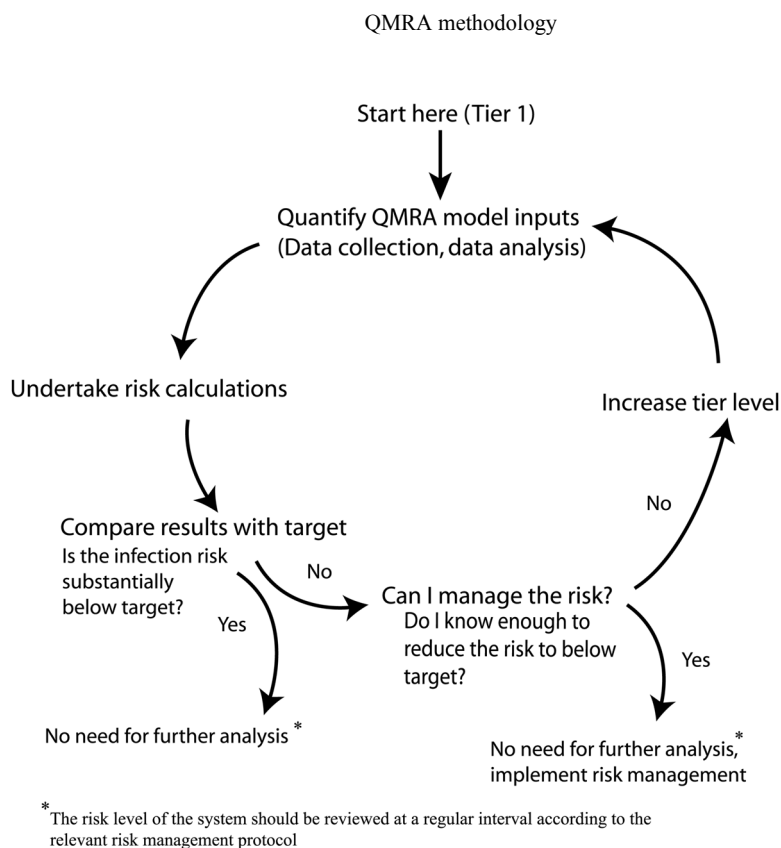 QMRA methodology
Start here (Tier 1)
Quantify QMRA model inputs
(Data collection, data analysis)
Undertake risk calculations
Increase tier level
No
Compare results with target
Is the infection risk
substantially
below target?
No
Yes
Can I manage the risk?
Do I know enough to
reduce the risk to below
target?
Yes
No need for further analysis *
No need for further analysis, *
implement risk management
* The risk level of the system should be reviewed at a regular interval according to the
relevant risk management protocol